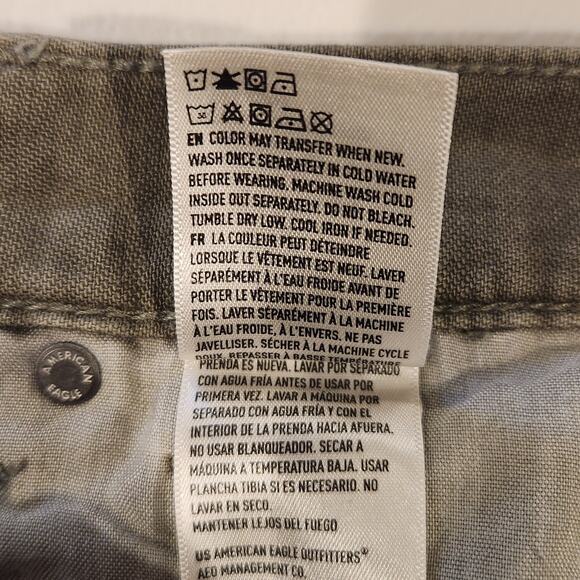 30
EN COLOR MAY TRANSFER WHEN NEW.
WASH ONCE SEPARATELY IN COLD WATER
BEFORE WEARING. MACHINE WASH COLD
INSIDE OUT SEPARATELY. DO NOT BLEACH.
TUMBLE DRY LOW. COOL IRON IF NEEDED.
FR LA COULEUR PEUT DÉTEINDRE
LORSQUE LE VÊTEMENT EST NEUF. LAVER
SÉPARÉMENT À L'EAU FROIDE AVANT DE
PORTER LE VÊTEMENT POUR LA PREMIÈRE
FOIS. LAVER SÉPARÉMENT À LA MACHINE
À L'EAU FROIDE, À L'ENVERS. NE PAS
JAVELLISER. SÉCHER À LA MACHINE CYCLE
DOUX. REPASSER À BASSE TEMPÉRATURE
PRENDA ES NUEVA. LAVAR POR SEPARADO
CON AGUA FRÍA ANTES DE USAR POR
PRIMERA VEZ. LAVAR A MÁQUINA POR
SEPARADO CON AGUA FRÍA Y CON EL
INTERIOR DE LA PRENDA HACIA AFUERA.
NO USAR BLANQUEADOR. SECAR A
MÁQUINA A TEMPERATURA BAJA. USAR
PLANCHA TIBIA SI ES NECESARIO. NO
LAVAR EN SECO.
MANTENER LEJOS DEL FUEGO
US AMERICAN EAGLE OUTFITTERS®
AEO MANAGEMENT CO.
AMERICAN
EAGLE